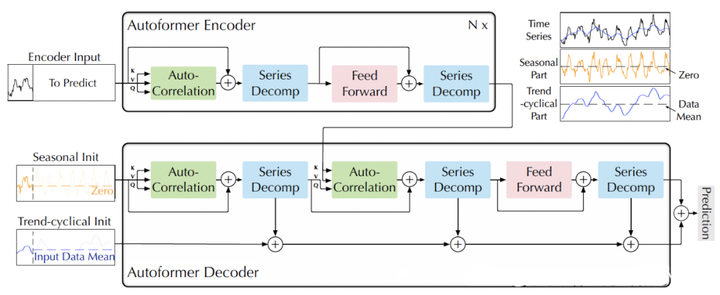 Autoformer Encoder
N x
Encoder Input
To Predict
K
V
Q
Auto-
Correlation
Series
Decomp
Feed
Forward
Series
Decomp
Time
Series
Seasonal
Part
Zero
Trend
-cyclical
Part
Data
Mean
Seasonal Init
Zero
K
V
Q
Auto-
Correlation
Series
Decomp
K
V
Q
Auto-
Correlation
Series
Decomp
Feed
Forward
Series
Decomp
Prediction
Trend-cyclical Init
Input Data Mean
Autoformer Decoder